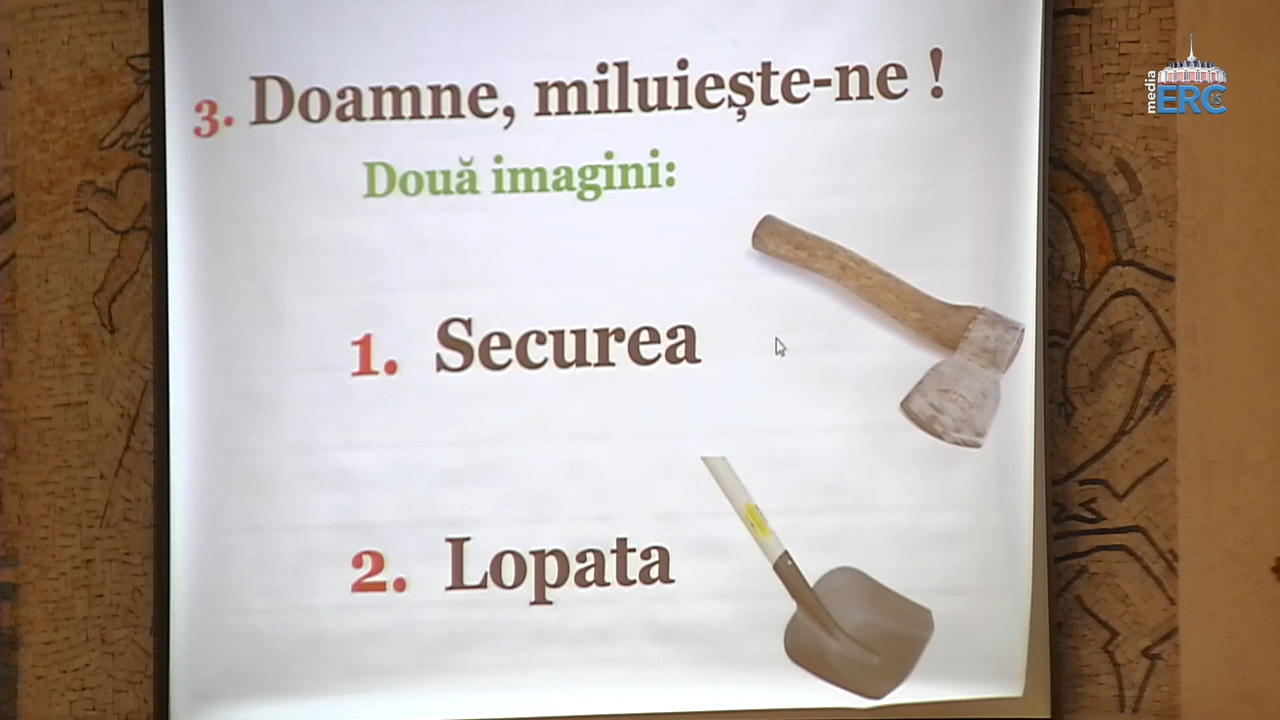 3. Doamne, miluiește-ne !
Două imagini:
1. Securea
2. Lopata
media
ERC